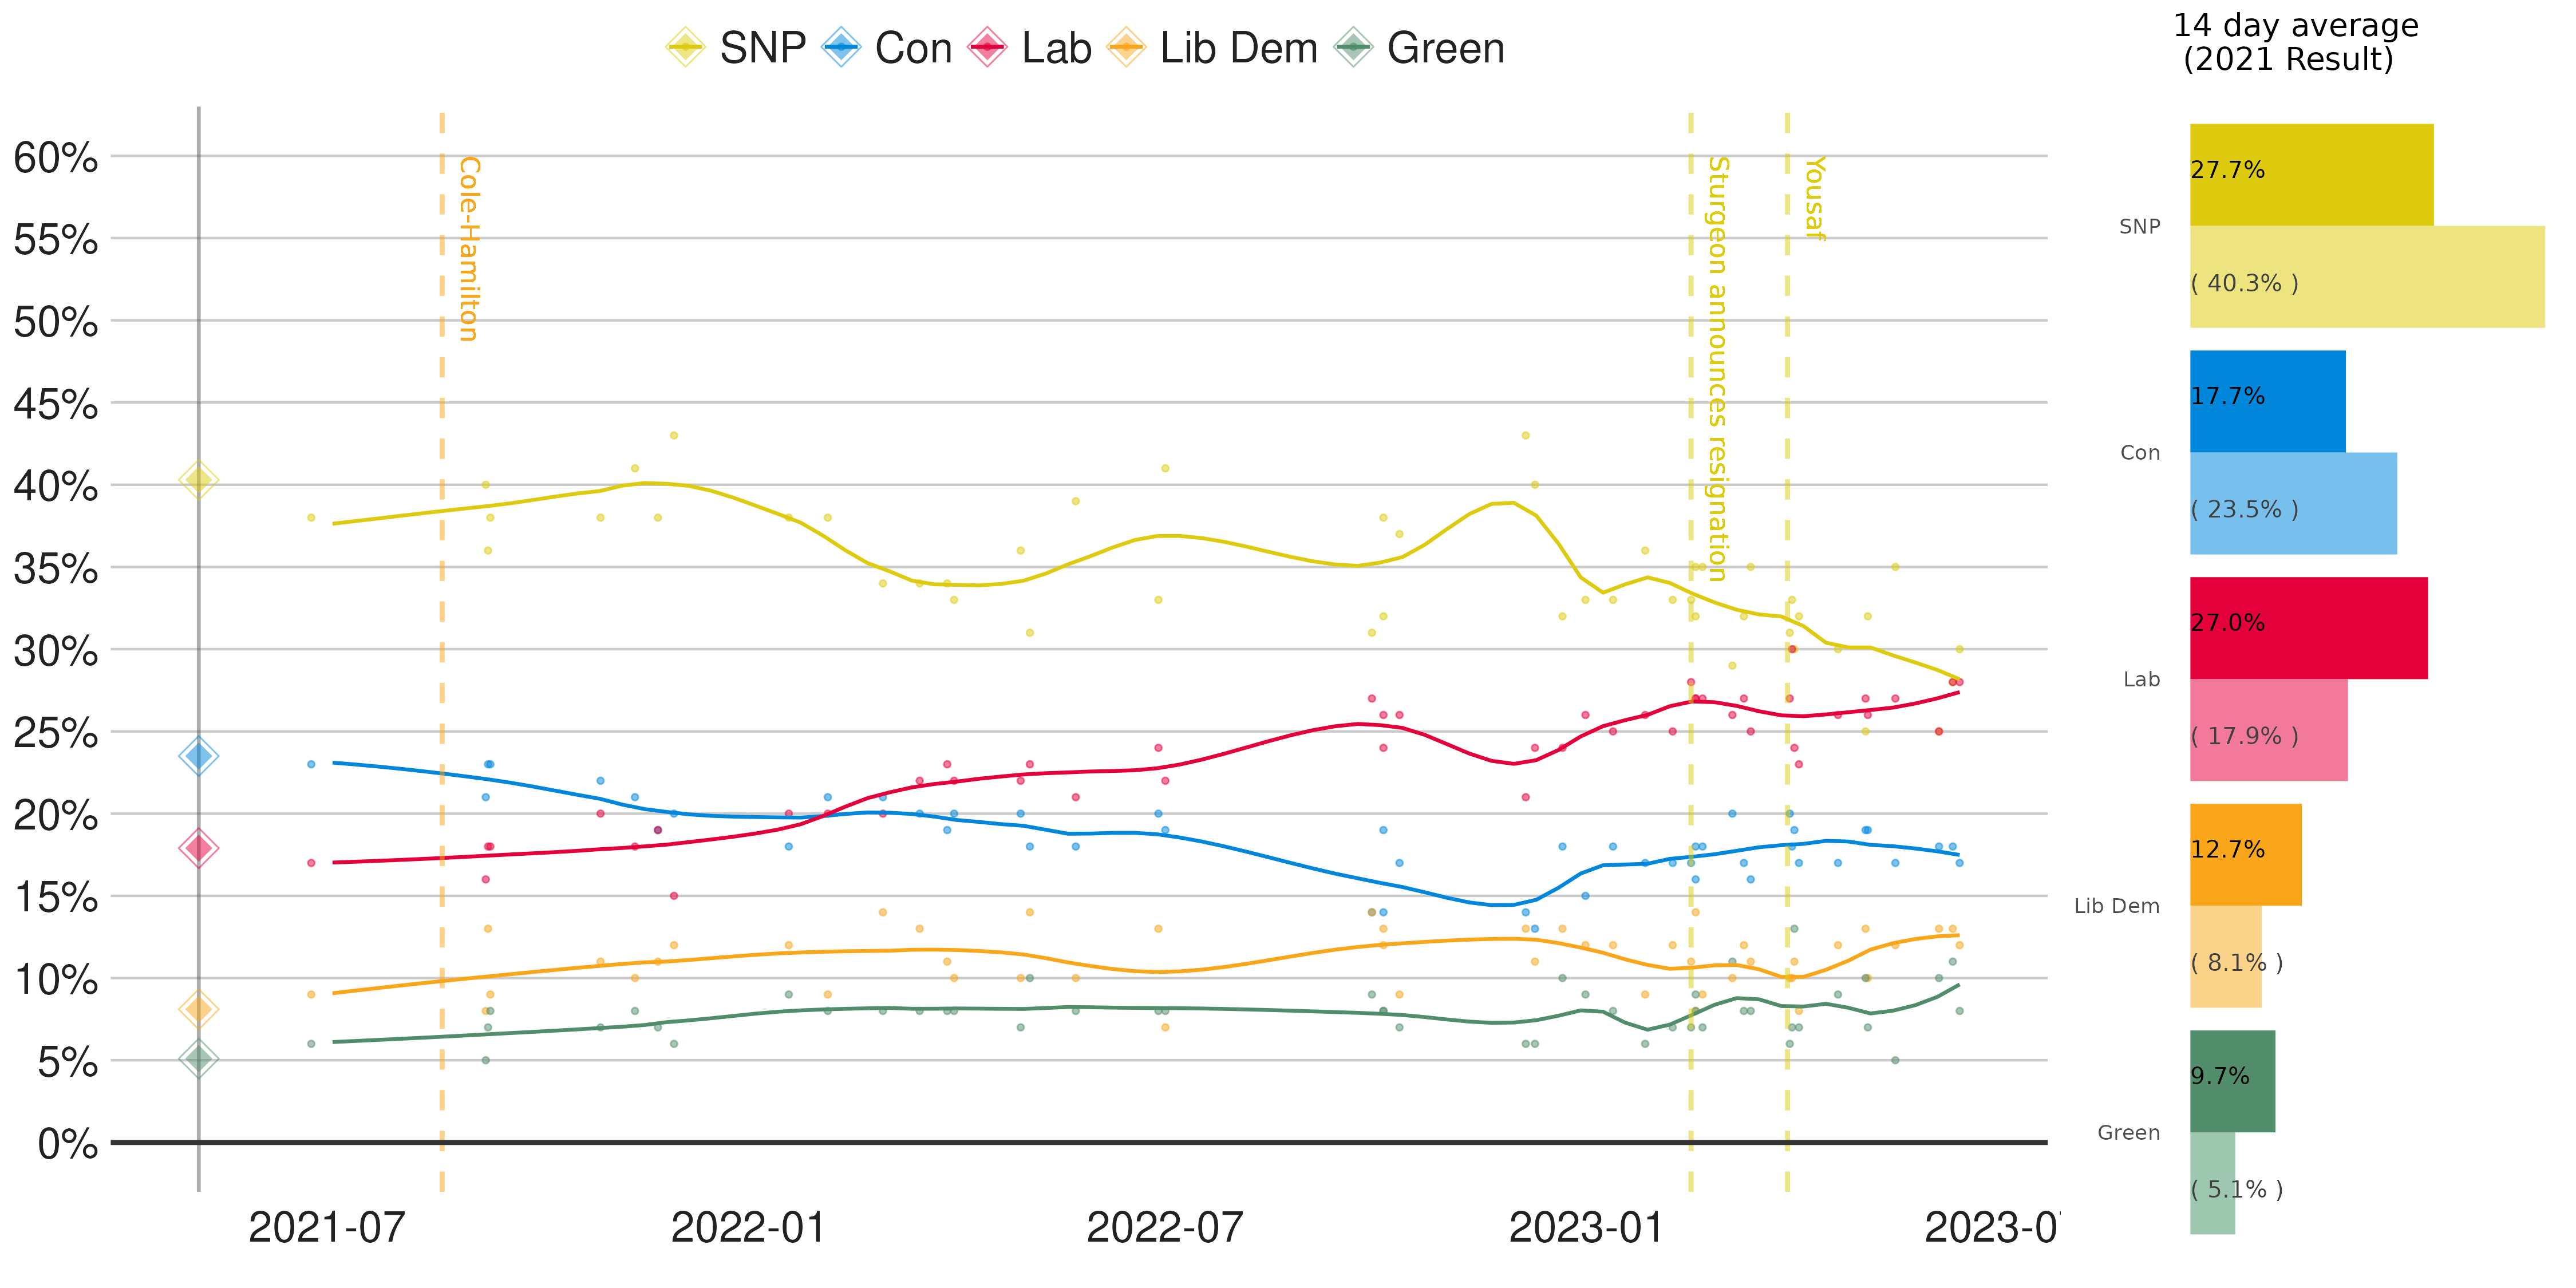 SNP Con Lab Lib Dem Green
14 day average
(2021 Result)
60%
55%
50%
45%
40%
35%
30%
25%
20%
15%
10%
5%
0%
Cole-Hamilton
Sturgeon announces resignation
Yousaf
2021-07 2022-01 2022-07 2023-01 2023-0
SNP
27.7%
( 40.3% )
Con
17.7%
( 23.5% )
Lab
27.0%
( 17.9% )
Lib Dem
12.7%
( 8.1% )
Green
9.7%
( 5.1% )